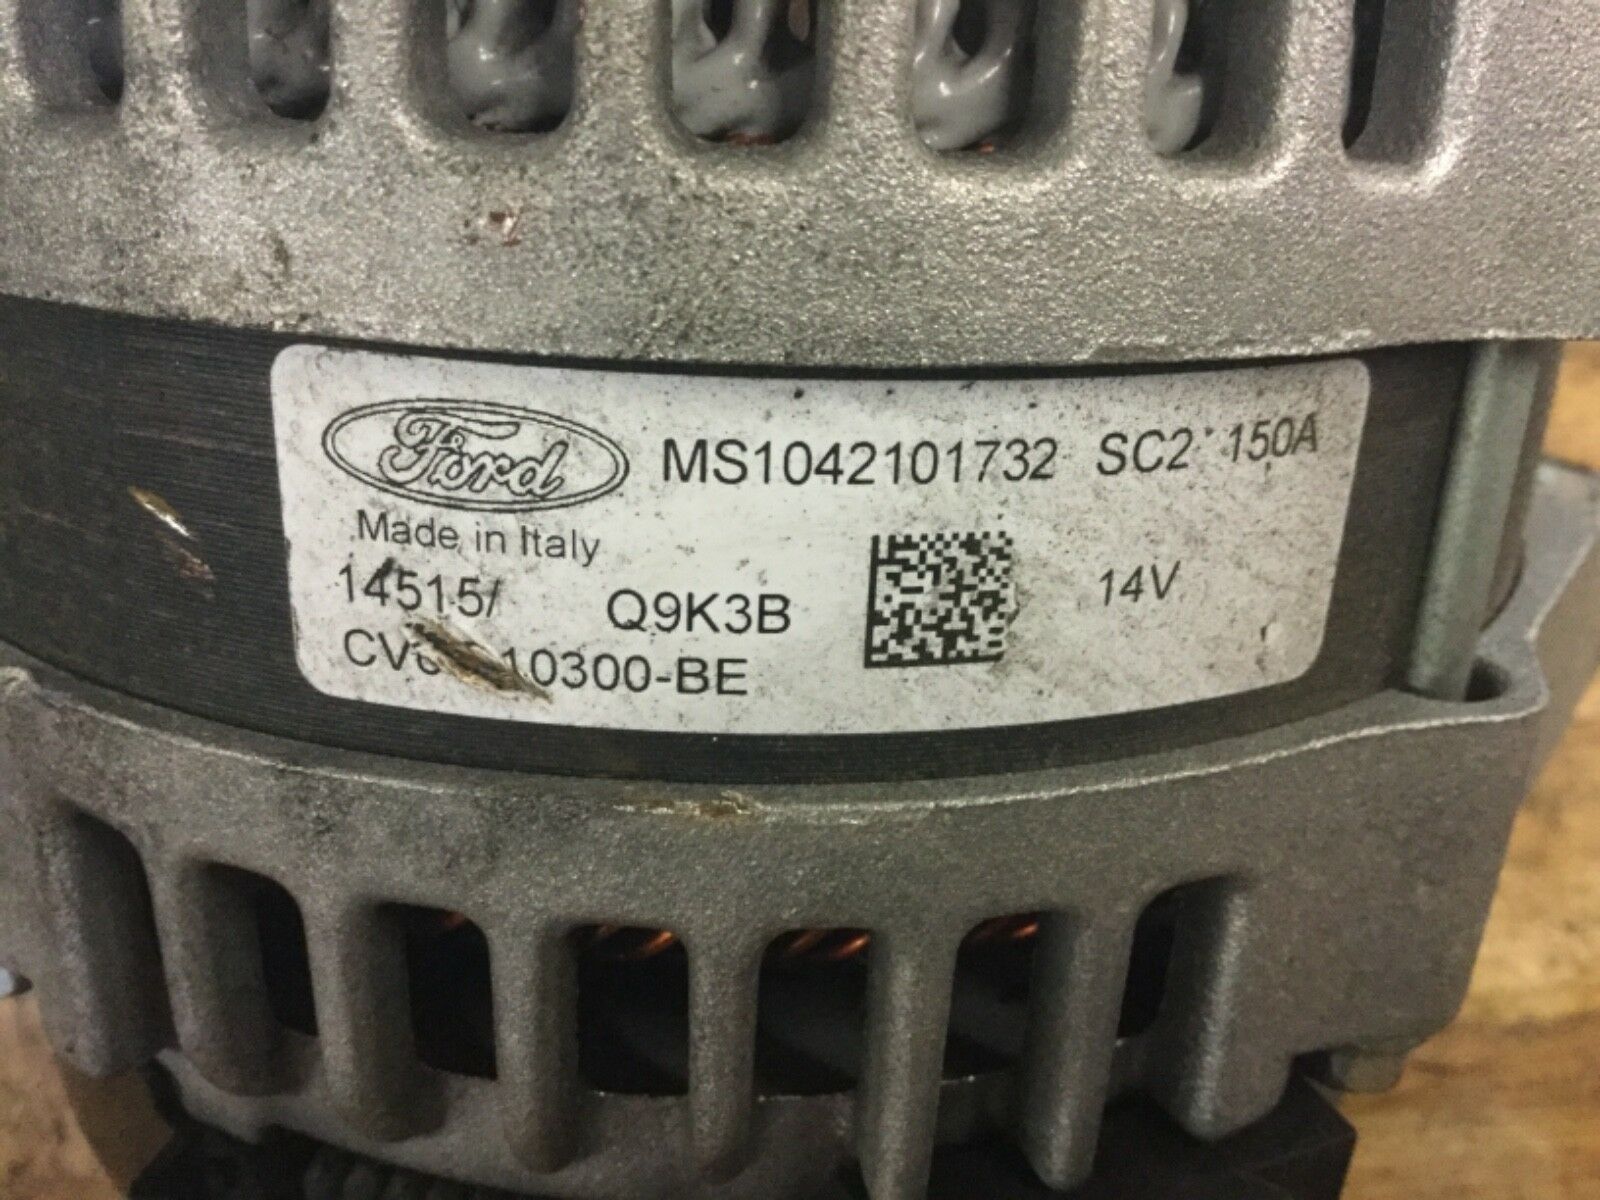 Ford MS1042101732 SC2 150A
Made in Italy
14515/ Q9K3B 14V
10300-BE